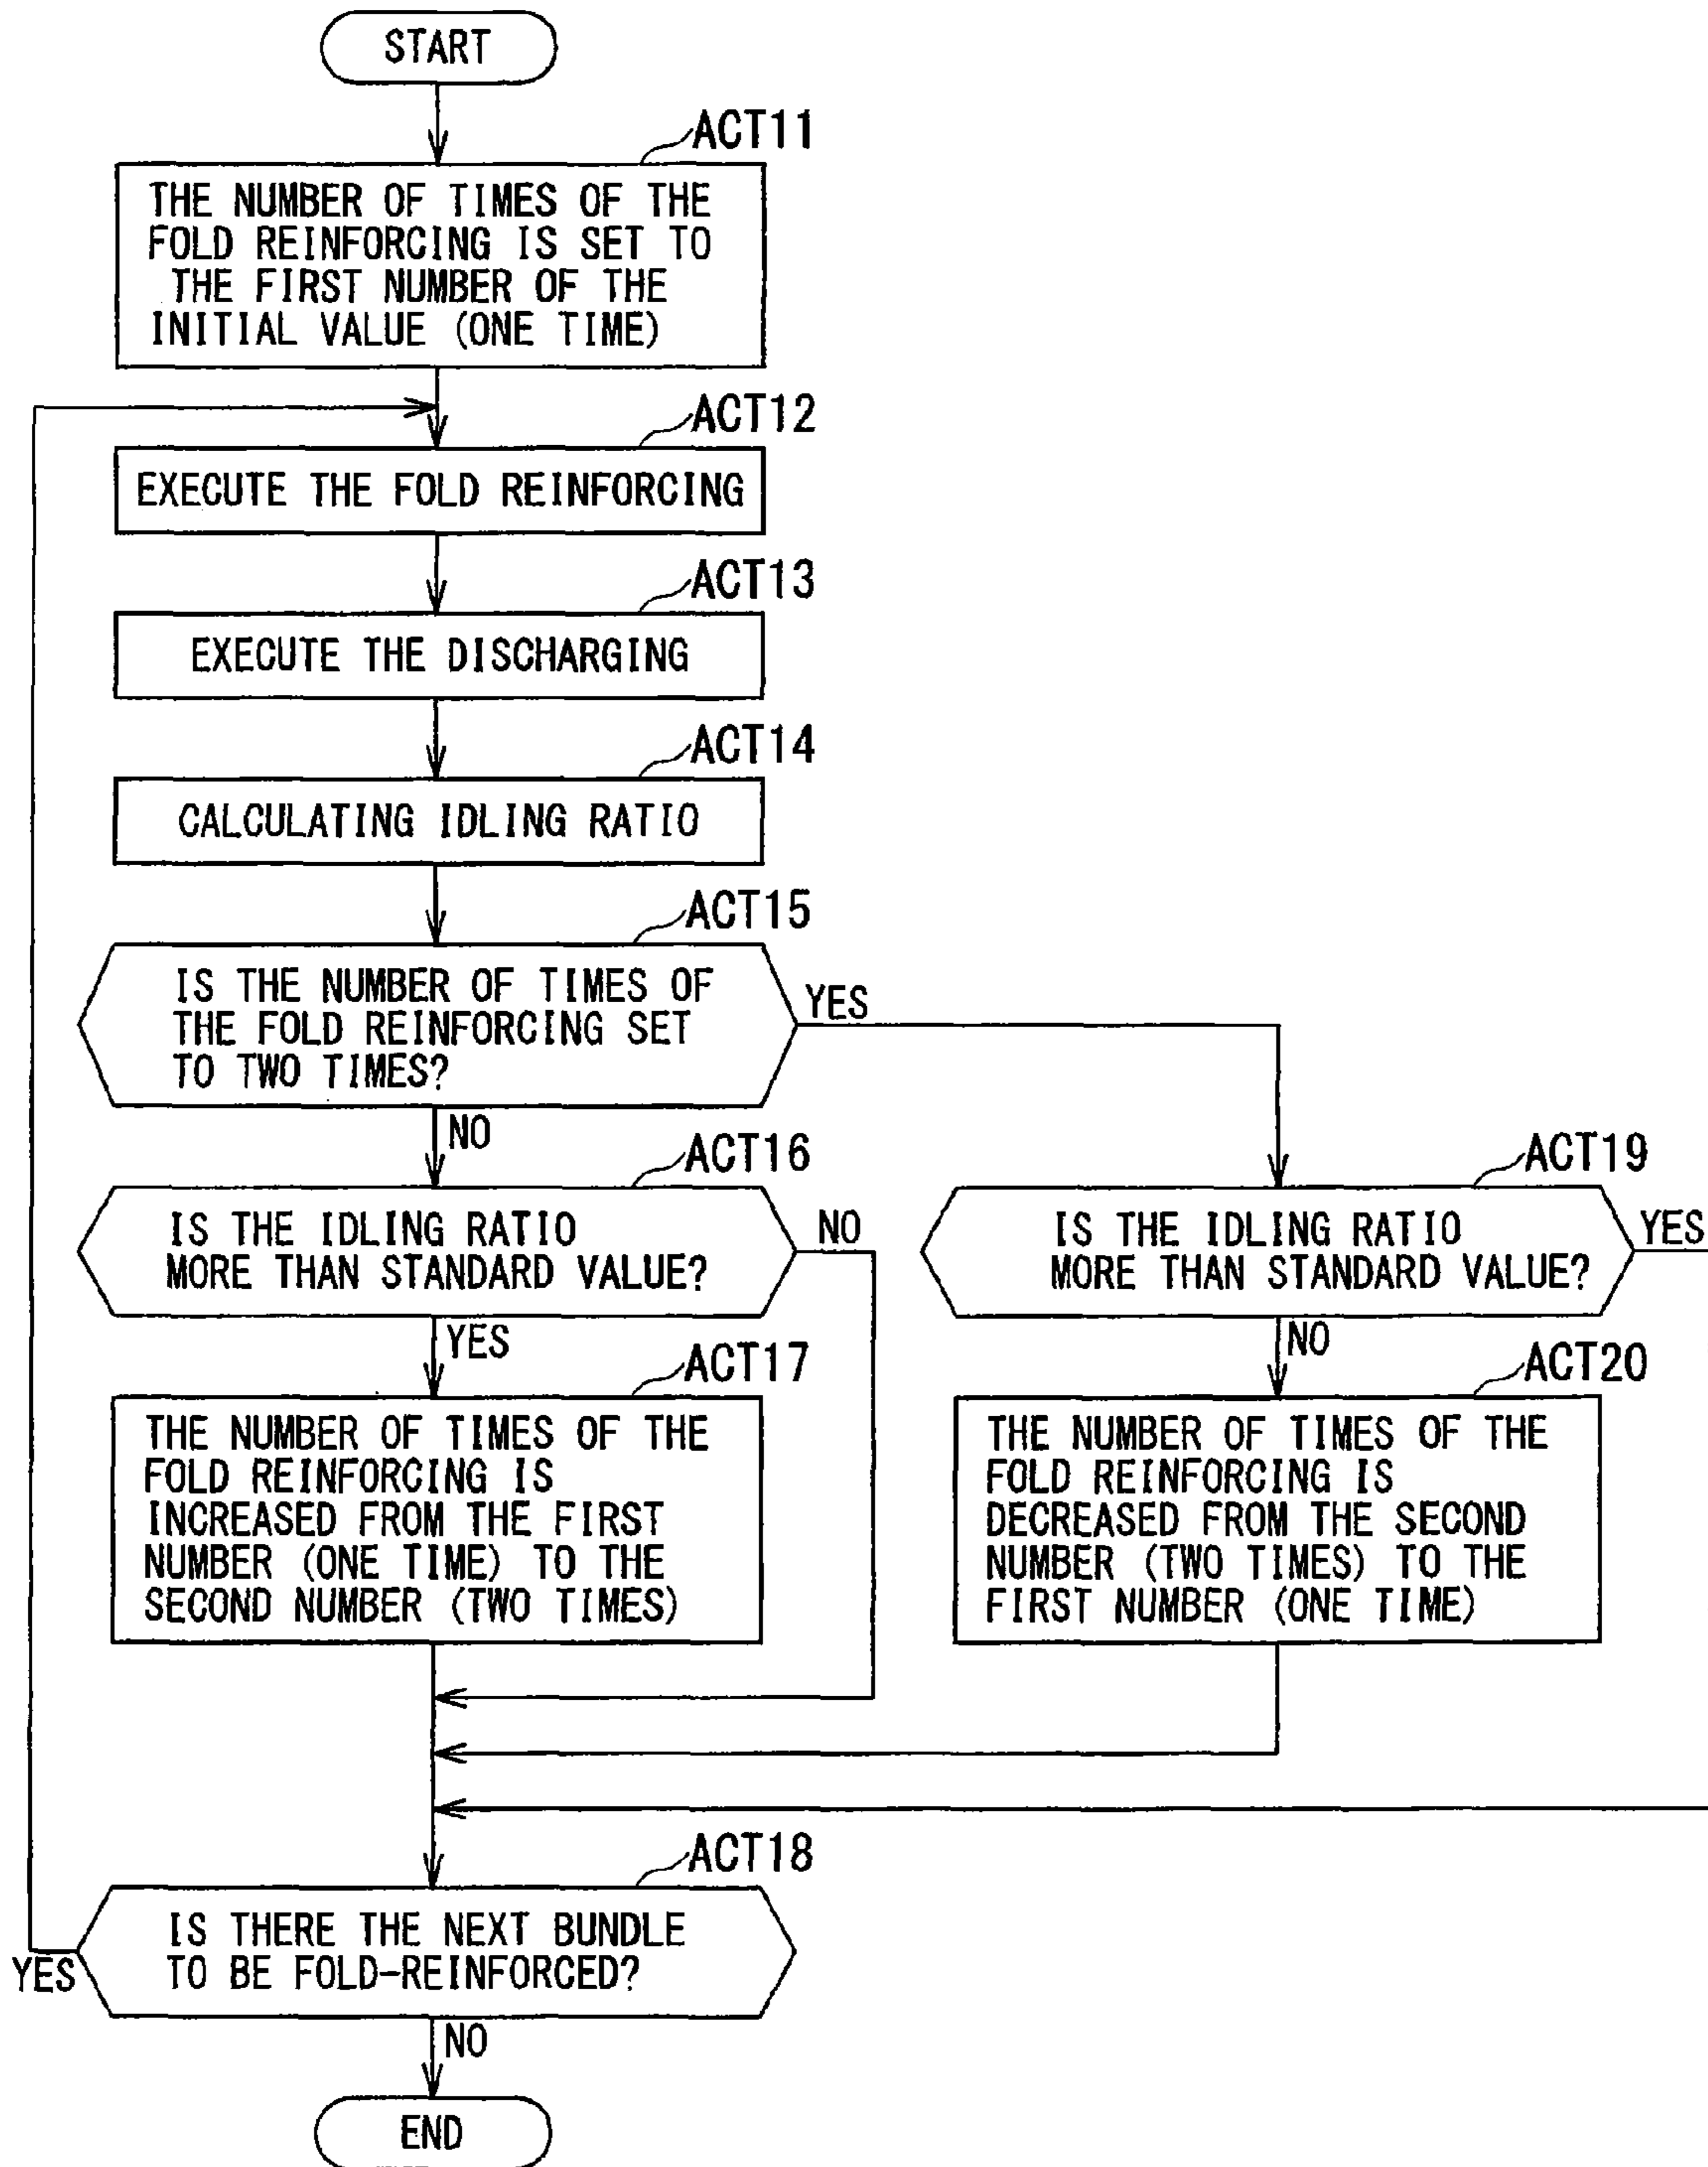 START
ACT11
THE NUMBER OF TIMES OF THE
FOLD REINFORCING IS SET TO
THE FIRST NUMBER OF THE
INITIAL VALUE (ONE TIME)
ACT12
EXECUTE THE FOLD REINFORCING
ACT13
EXECUTE THE DISCHARGING
ACT14
CALCULATING IDLING RATIO
ACT15
IS THE NUMBER OF TIMES OF
THE FOLD REINFORCING SET
TO TWO TIMES?
YES
NO
ACT16
IS THE IDLING RATIO
MORE THAN STANDARD VALUE?
NO
YES
ACT17
THE NUMBER OF TIMES OF THE
FOLD REINFORCING IS
INCREASED FROM THE FIRST
NUMBER (ONE TIME) TO THE
SECOND NUMBER (TWO TIMES)
ACT19
IS THE IDLING RATIO
MORE THAN STANDARD VALUE?
YES
NO
ACT20
THE NUMBER OF TIMES OF THE
FOLD REINFORCING IS
DECREASED FROM THE SECOND
NUMBER (TWO TIMES) TO THE
FIRST NUMBER (ONE TIME)
ACT18
IS THERE THE NEXT BUNDLE
TO BE FOLD-REINFORCED?
YES
NO
END